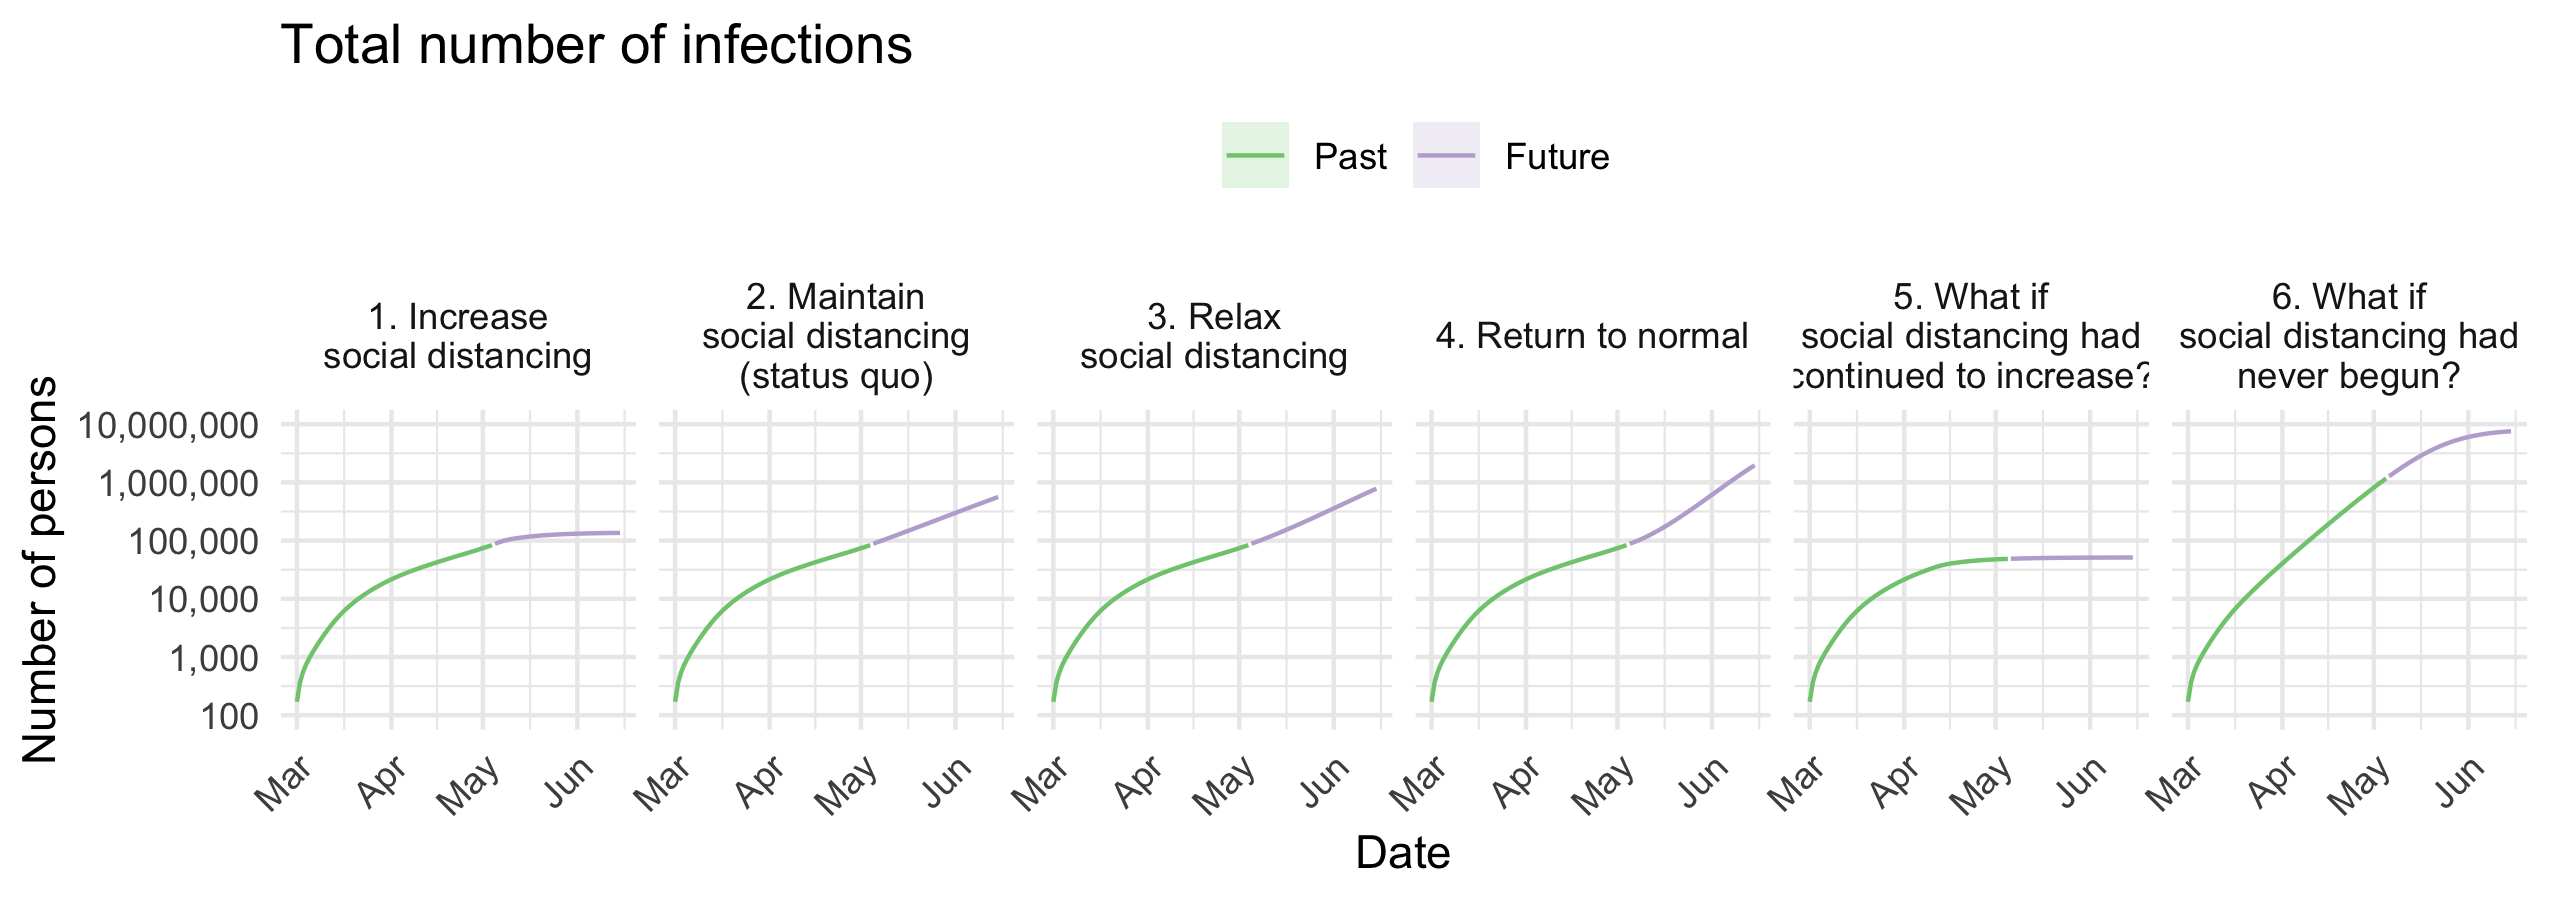 Total number of infections
Past
Future
1. Increase
social distancing
2. Maintain
social distancing
(status quo)
3. Relax
social distancing
4. Return to normal
5. What if
social distancing had
continued to increase?
6. What if
social distancing had
never begun?
Number of persons
10,000,000
1,000,000
100,000
10,000
1,000
100
Mar
Apr
May
Jun
Mar
Apr
May
Jun
Mar
Apr
May
Jun
Mar
Apr
May
Jun
Mar
Apr
May
Jun
Mar
Apr
May
Jun
Date